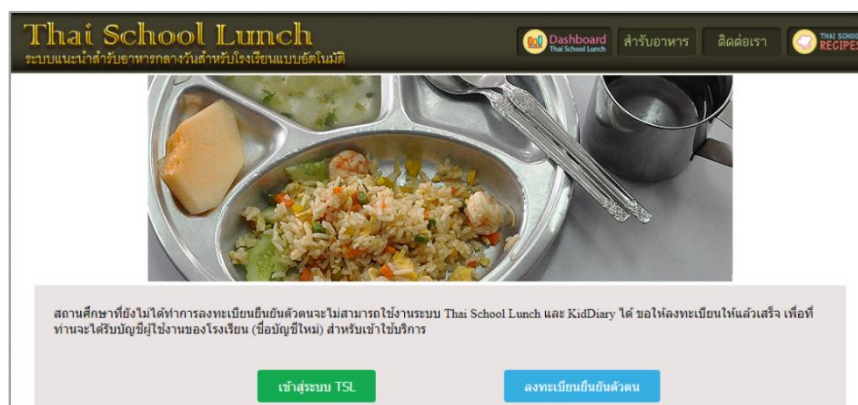 Thai School Lunch
ระบบแนะนำสำรับอาหารกลางวันสำหรับโรงเรียนแบบอัตโนมัติ
Dashboard
Thai School Lunch
สำรับอาหาร
ติดต่อเรา
THAI SCHOO
RECIPES
สถานศึกษาที่ยังไม่ได้ทำการลงทะเบียนยืนยันตัวตนจะไม่สามารถใช้งานระบบ Thai School Lunch และ KidDiary ได้ ขอให้ลงทะเบียนให้แล้วเสร็จ เพื่อที่
ท่านจะได้รับบัญชีผู้ใช้งานของโรงเรียน (ชื่อบัญชีใหม่) สำหรับเข้าใช้บริการ
เข้าสู่ระบบ TSL
ลงทะเบียนยืนยันตัวตน